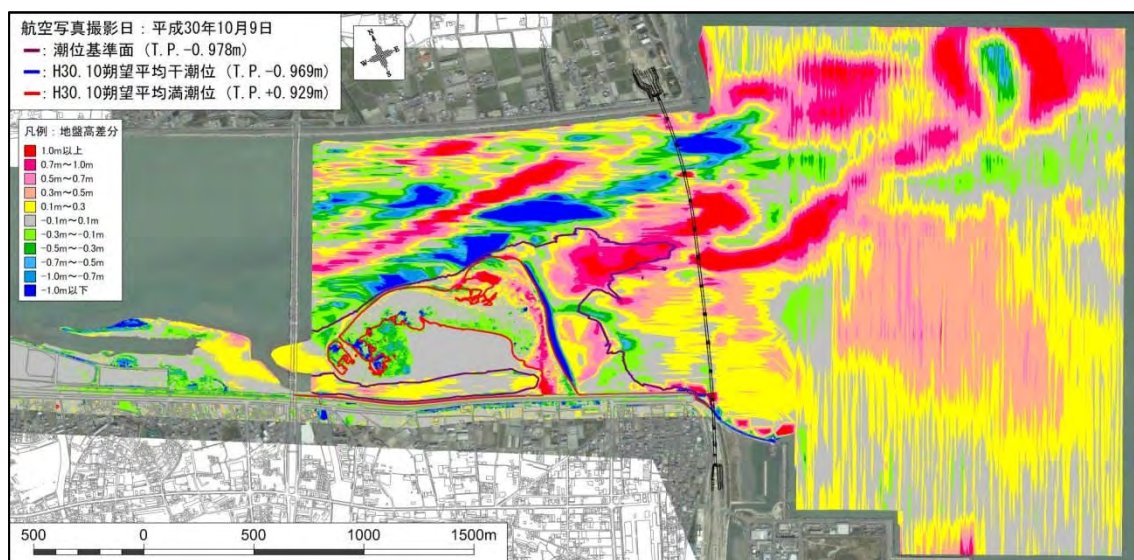 航空写真撮影日：平成30年10月9日
━: 潮位基準面（T.P.-0.978m）
━: H30.10朔望平均干潮位（T.P.-0.969m）
━: H30.10朔望平均満潮位（T.P.+0.929m）
N
W
E
S
凡例：地盤高差分
1.0m以上
0.7m～1.0m
0.5m～0.7m
0.3m～0.5m
0.1m～0.3
-0.1m～0.1m
-0.3m～-0.1m
-0.5m～-0.3m
-0.7m～-0.5m
-1.0m～-0.7m
-1.0m以下
500 0 500 1000 1500m